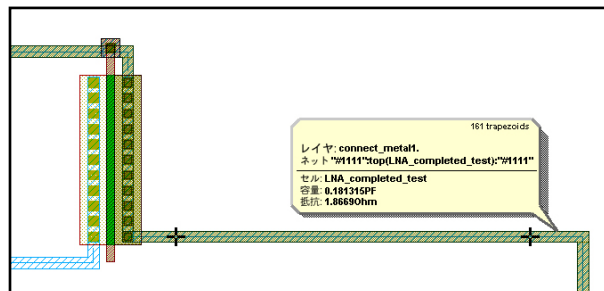 161 trapezoids
レイヤ: connect_metal1.
ネット "#1111":top(LNA_completed_test):"#1111"
セル: LNA_completed_test
容量: 0.181315PF
抵抗: 1.8669Ohm